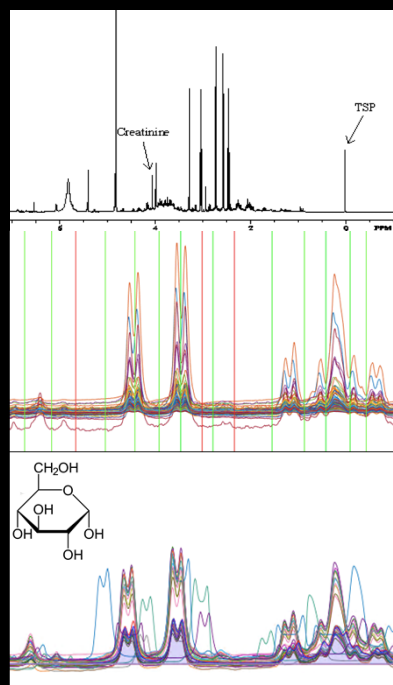 TSP
Creatinine
6 4 2 0 PPM
CH₂OH
O
OH
OH OH
OH